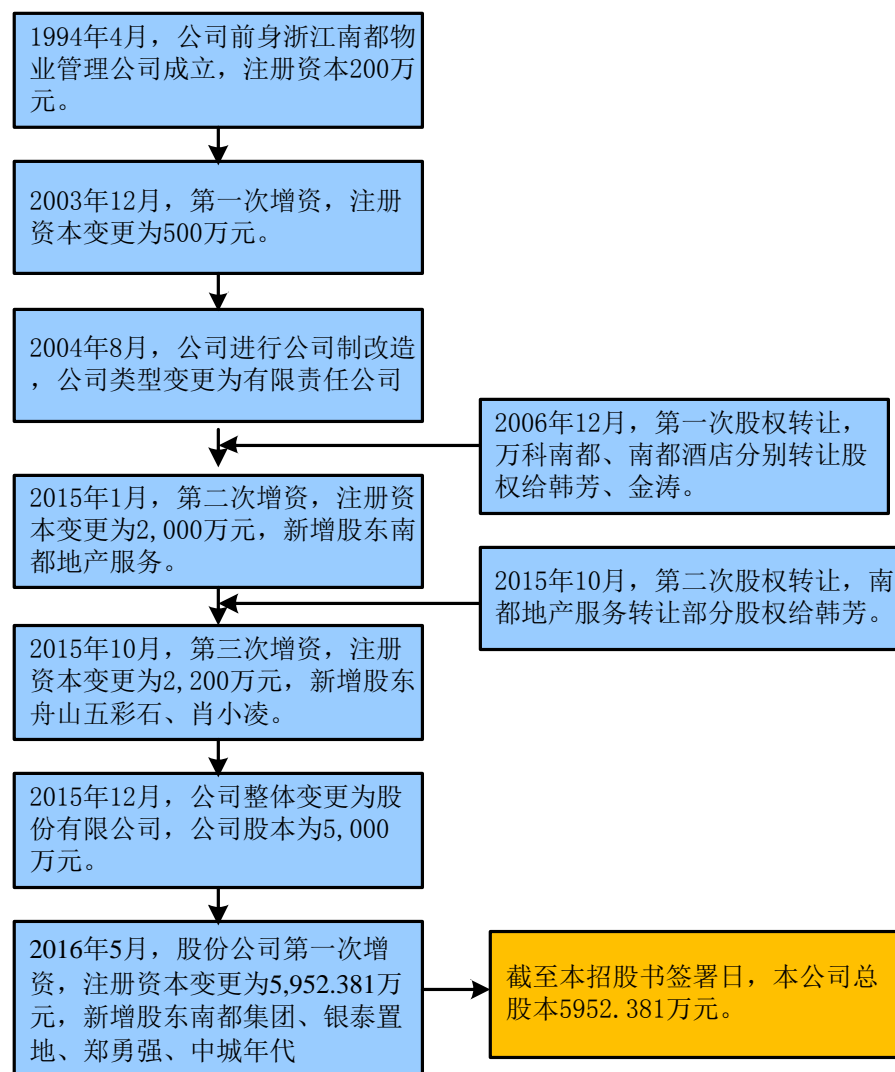 1994年4月，公司前身浙江南都物
业管理公司成立，注册资本200万
元。
2003年12月，第一次增资，注册
资本变更为500万元。
2004年8月，公司进行公司制改造
，公司类型变更为有限责任公司
2006年12月，第一次股权转让，
万科南都、南都酒店分别转让股
权给韩芳、金涛。
2015年1月，第二次增资，注册资
本变更为2,000万元，新增股东南
都地产服务。
2015年10月，第二次股权转让，南
都地产服务转让部分股权给韩芳。
2015年10月，第三次增资，注册
资本变更为2,200万元，新增股东
舟山五彩石、肖小凌。
2015年12月，公司整体变更为股
份有限公司，公司股本为5,000
万元。
2016年5月，股份公司第一次增
资，注册资本变更为5,952.381万
元，新增股东南都集团、银泰置
地、郑勇强、中城年代
截至本招股书签署日，本公司总
股本5952.381万元。